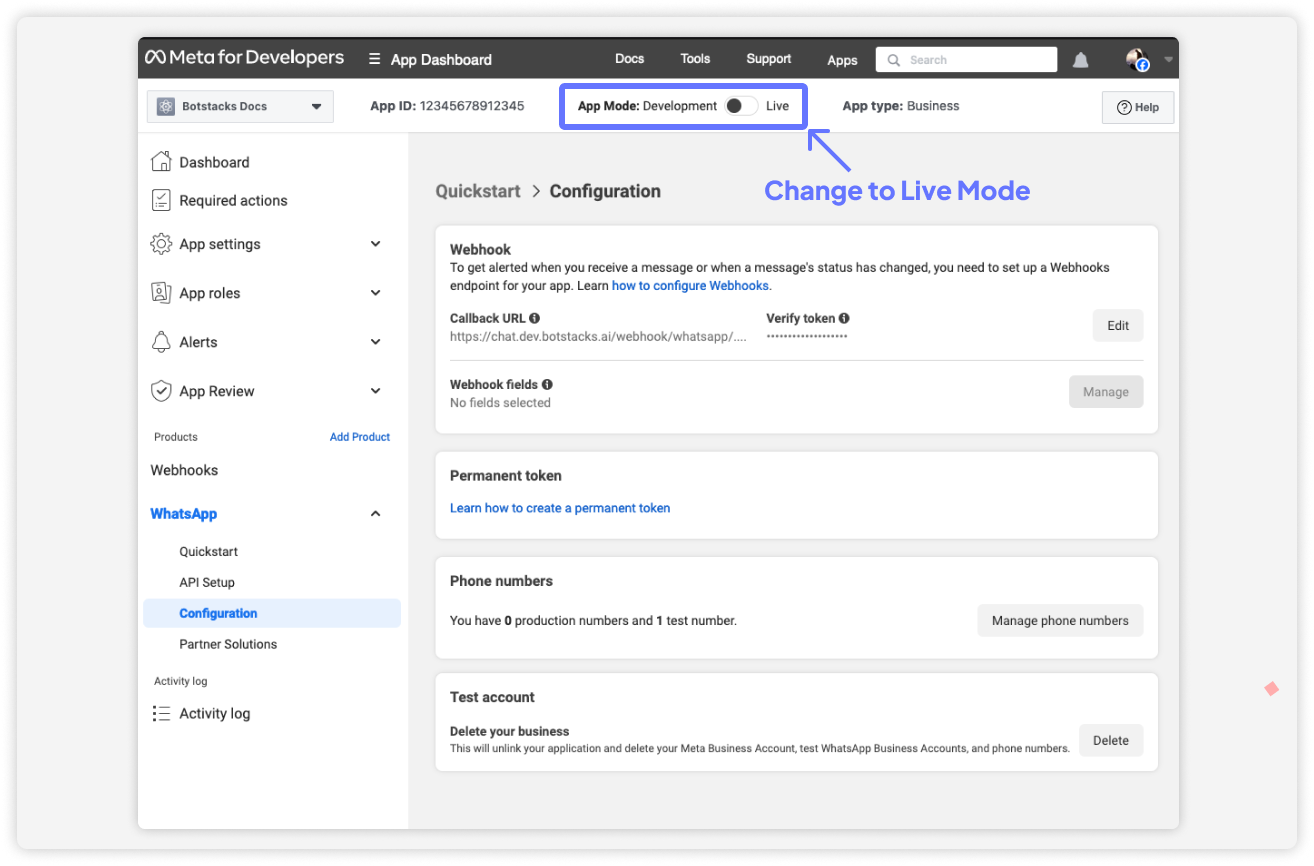 Meta for Developers
App Dashboard
Docs
Tools
Support
Apps
Search
Botstacks Docs
App ID: 12345678912345
App Mode: Development
Live
App type: Business
Help
Change to Live Mode
Dashboard
Required actions
App settings
App roles
Alerts
App Review
Products
Add Product
Webhooks
WhatsApp
Quickstart
API Setup
Configuration
Partner Solutions
Activity log
Activity log
Quickstart > Configuration
Webhook
To get alerted when you receive a message or when a message's status has changed, you need to set up a Webhooks
endpoint for your app. Learn how to configure Webhooks.
Callback URL
Verify token
https://chat.dev.botstacks.ai/webhook/whatsapp/....
•••••••••••••••••••
Edit
Webhook fields
No fields selected
Manage
Permanent token
Learn how to create a permanent token
Phone numbers
You have 0 production numbers and 1 test number.
Manage phone numbers
Test account
Delete your business
This will unlink your application and delete your Meta Business Account, test WhatsApp Business Accounts, and phone numbers.
Delete